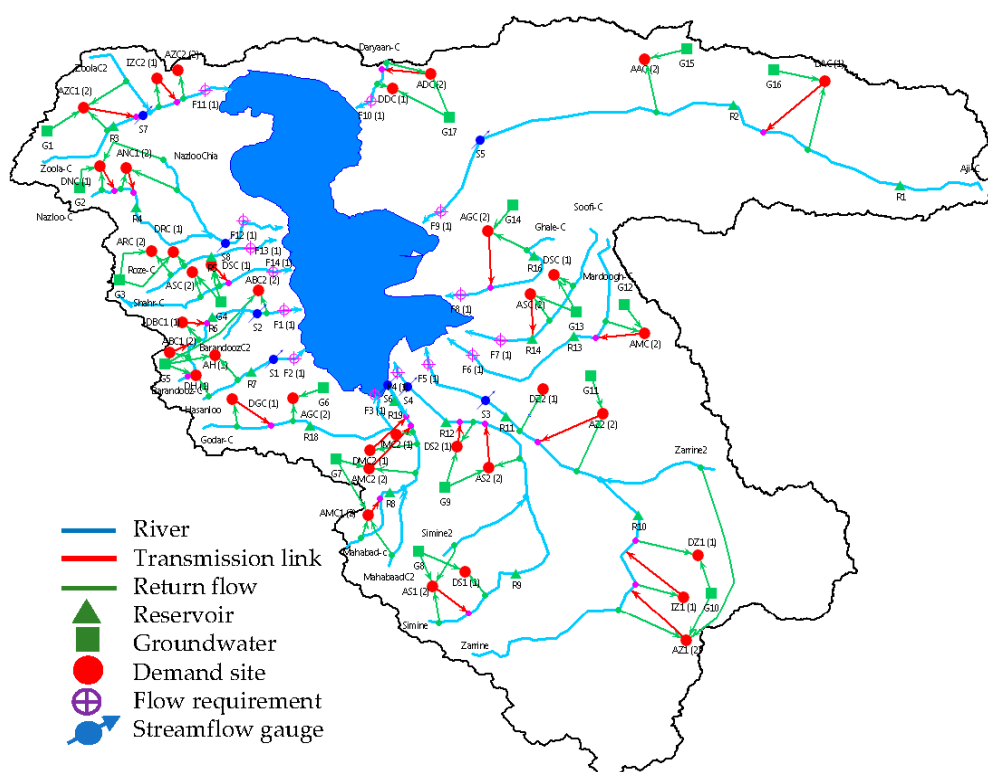 Daryaan-C
ZoolaC2
IZC2 (1)
AZC2 (2)
AZC1 (2)
F11 (1)
S7
R3
G1
ADC (2)
DDC (1)
F10 (1)
G17
AAC (2)
G15
G16
R2
S5
R1
Aji-C
ANC1 (2)
NazlooChia
Zoola-C
DNC (1)
G2
Nazloo-C
R4
DRC (1)
F12 (1)
S8
F13 (1)
F14 (1)
ARC (2)
Roze-C
DSC (1)
ASC (2)
ABC2 (2)
G3
G4
Shahr-C
F9 (1)
AGC (2)
G14
Soofi-C
Ghale-C
R16
DSC (1)
Mardoogh-C
G12
F8 (1)
ASC (2)
G13
DBC1 (1)
R6
S2
F1 (1)
ABC1 (2)
BarandoozC2
AH (1)
G5
DH (1)
Barandooz-C
R7
S1
F2 (1)
F7 (1)
R14
R13
F6 (1)
AMC (2)
F5 (1)
S6
S4
F3 (1)
R19
S3
R11
R12
Hasanloo
DGC (1)
AGC (2)
G6
Godar-C
R18
DZ2 (1)
G11
AZ2 (2)
DS2 (1)
AS2 (2)
G9
DMC2 (1)
AMC2 (2)
G7
R8
AMC1 (2)
Mahabad-c
MahabaadC2
Zarrine2
R10
DZ1 (1)
IZ1 (1)
G10
AZ1 (2)
Zarrine
Simine2
G8
DS1 (1)
AS1 (2)
R9
Simine
River
Transmission link
Return flow
Reservoir
Groundwater
Demand site
Flow requirement
Streamflow gauge